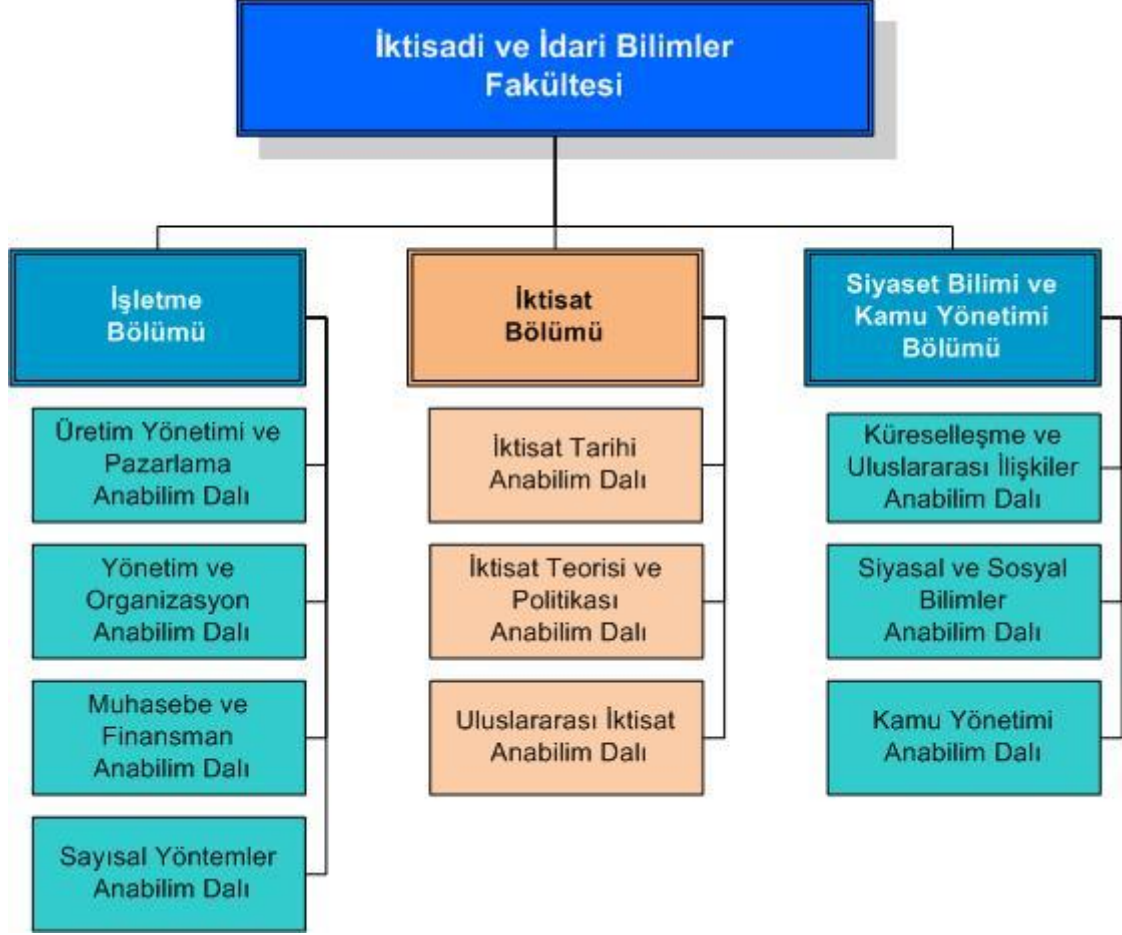 İktisadi ve İdari Bilimler
Fakültesi
İşletme
Bölümü
Üretim Yönetimi ve
Pazarlama
Anabilim Dalı
Yönetim ve
Organizasyon
Anabilim Dalı
Muhasebe ve
Finansman
Anabilim Dalı
Sayısal Yöntemler
Anabilim Dalı
İktisat
Bölümü
İktisat Tarihi
Anabilim Dalı
İktisat Teorisi ve
Politikası
Anabilim Dalı
Uluslararası İktisat
Anabilim Dalı
Siyaset Bilimi ve
Kamu Yönetimi
Bölümü
Küreselleşme ve
Uluslararası İlişkiler
Anabilim Dalı
Siyasal ve Sosyal
Bilimler
Anabilim Dalı
Kamu Yönetimi
Anabilim Dalı